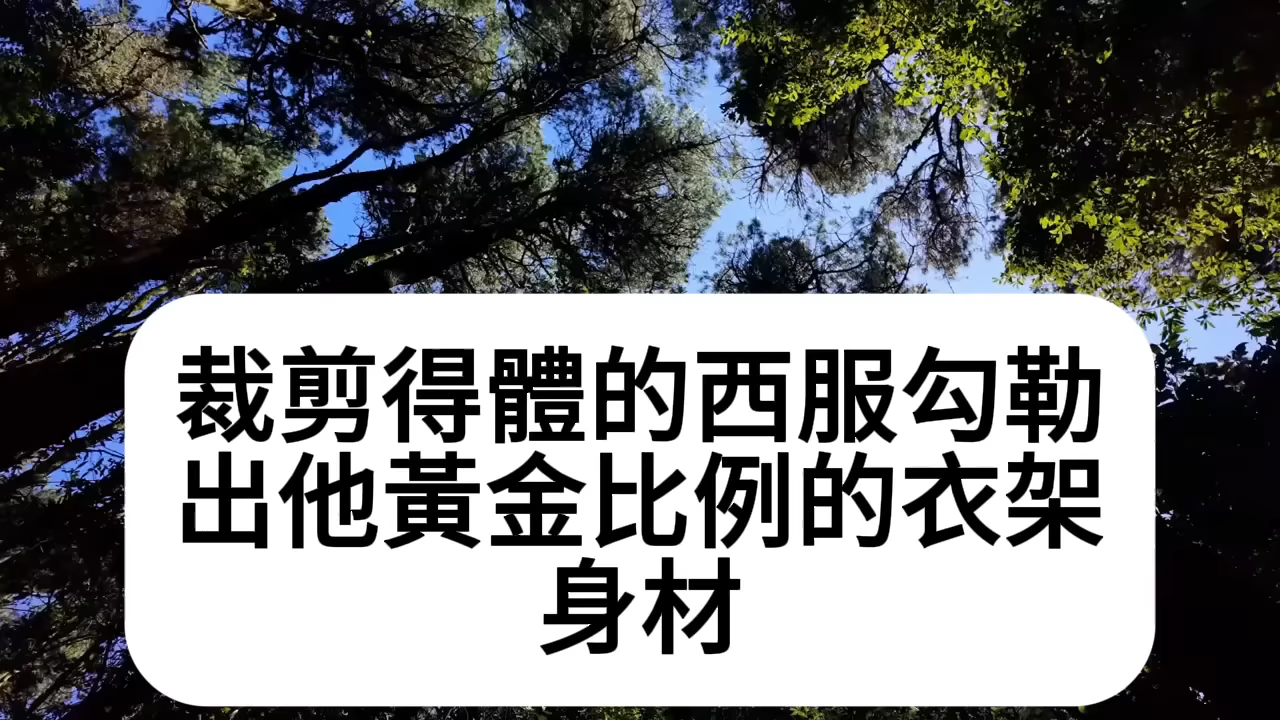 裁剪得體的西服勾勒
出他黃金比例的衣架
身材